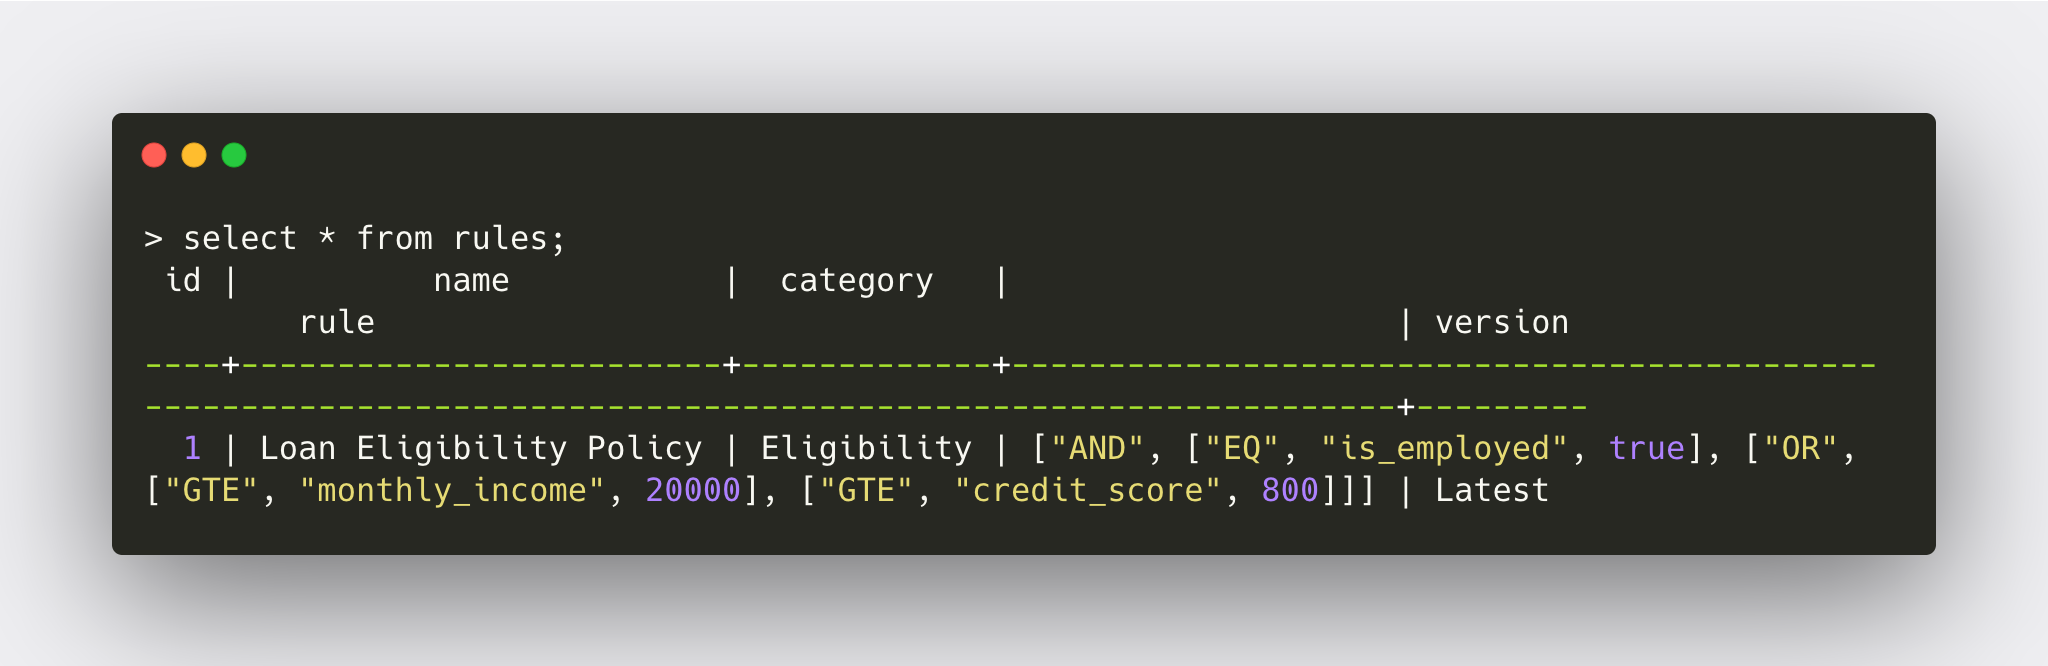 > select * from rules;
 id |          name           |  category   |
        rule                                                      | version
----+-------------------------+-------------+---------------------------------------------
-----------------------------------------------------------------+---------
  1 | Loan Eligibility Policy | Eligibility | ["AND", ["EQ", "is_employed", true], ["OR",
["GTE", "monthly_income", 20000], ["GTE", "credit_score", 800]]] | Latest